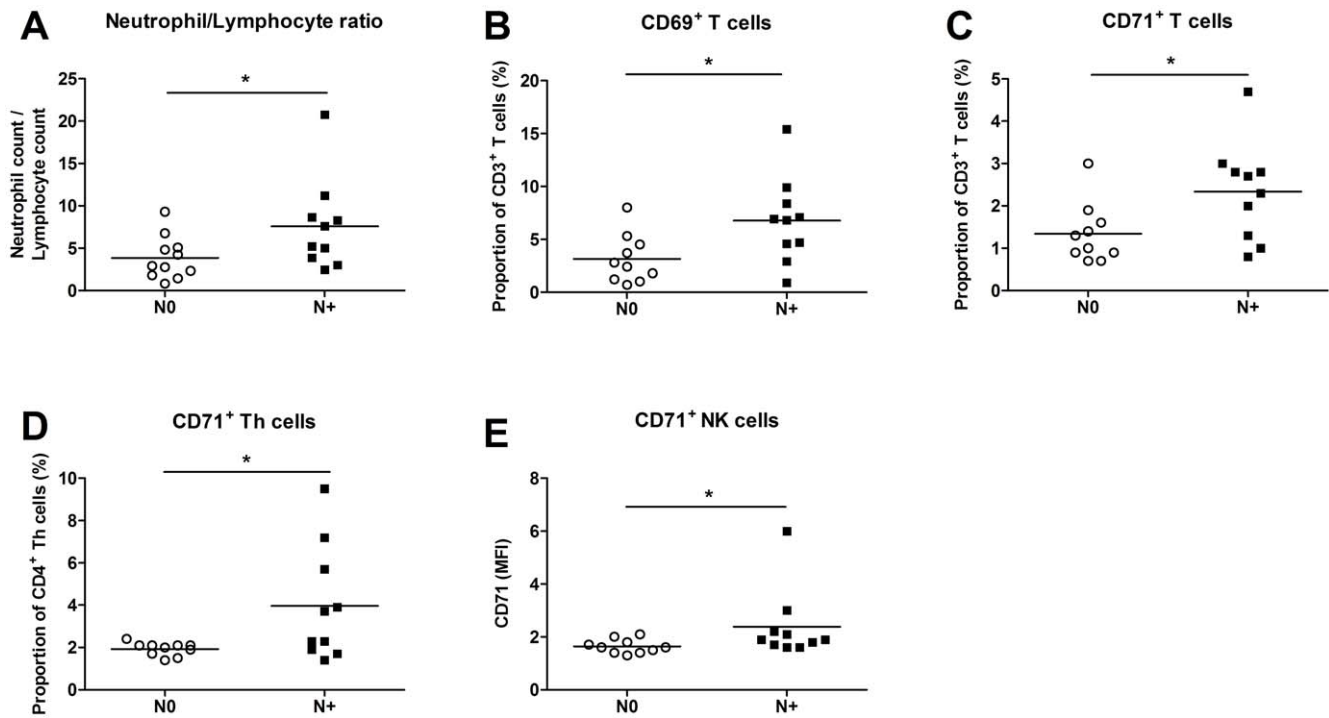 A
Neutrophil/Lymphocyte ratio
Neutrophil count /
Lymphocyte count
25
20
15
10
5
0
*
N0
N+
B
CD69+ T cells
Proportion of CD3+ T cells (%)
20
15
10
5
0
*
N0
N+
C
CD71+ T cells
Proportion of CD3+ T cells (%)
5
4
3
2
1
0
*
N0
N+
D
CD71+ Th cells
Proportion of CD4+ Th cells (%)
10
8
6
4
2
0
*
N0
N+
E
CD71+ NK cells
CD71 (MFI)
8
6
4
2
0
*
N0
N+